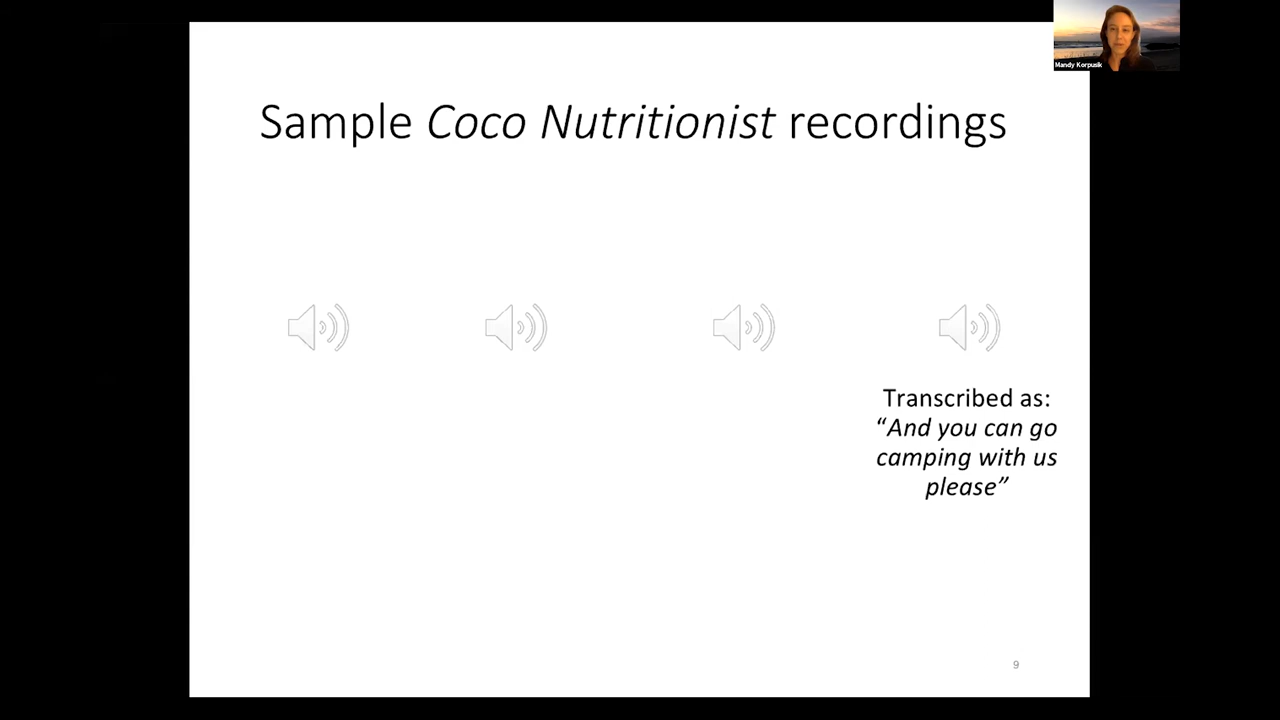 Mandy Korpusik
Sample Coco Nutritionist recordings
Transcribed as:
“And you can go
camping with us
please”
9